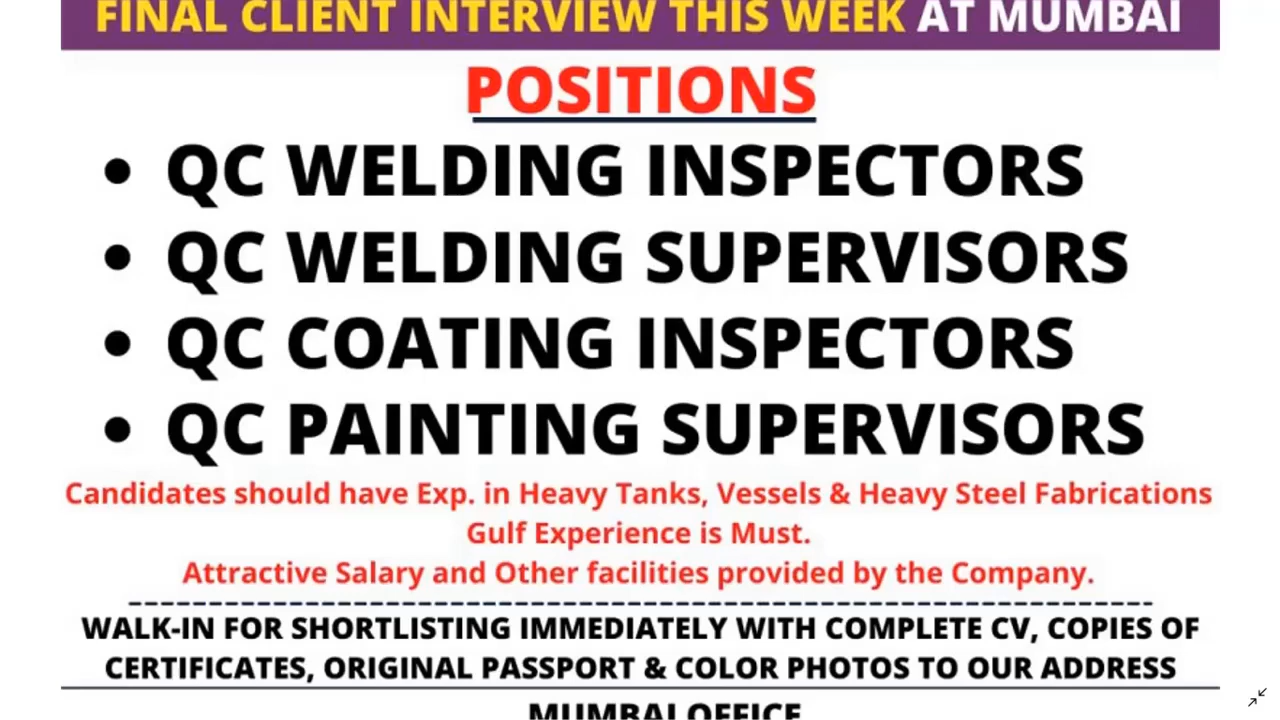 FINAL CLIENT INTERVIEW THIS WEEK AT MUMBAI
POSITIONS
• QC WELDING INSPECTORS
• QC WELDING SUPERVISORS
• QC COATING INSPECTORS
• QC PAINTING SUPERVISORS
Candidates should have Exp. in Heavy Tanks, Vessels & Heavy Steel Fabrications
Gulf Experience is Must.
Attractive Salary and Other facilities provided by the Company.
WALK-IN FOR SHORTLISTING IMMEDIATELY WITH COMPLETE CV, COPIES OF
CERTIFICATES, ORIGINAL PASSPORT & COLOR PHOTOS TO OUR ADDRESS
MUMBAI OFFICE